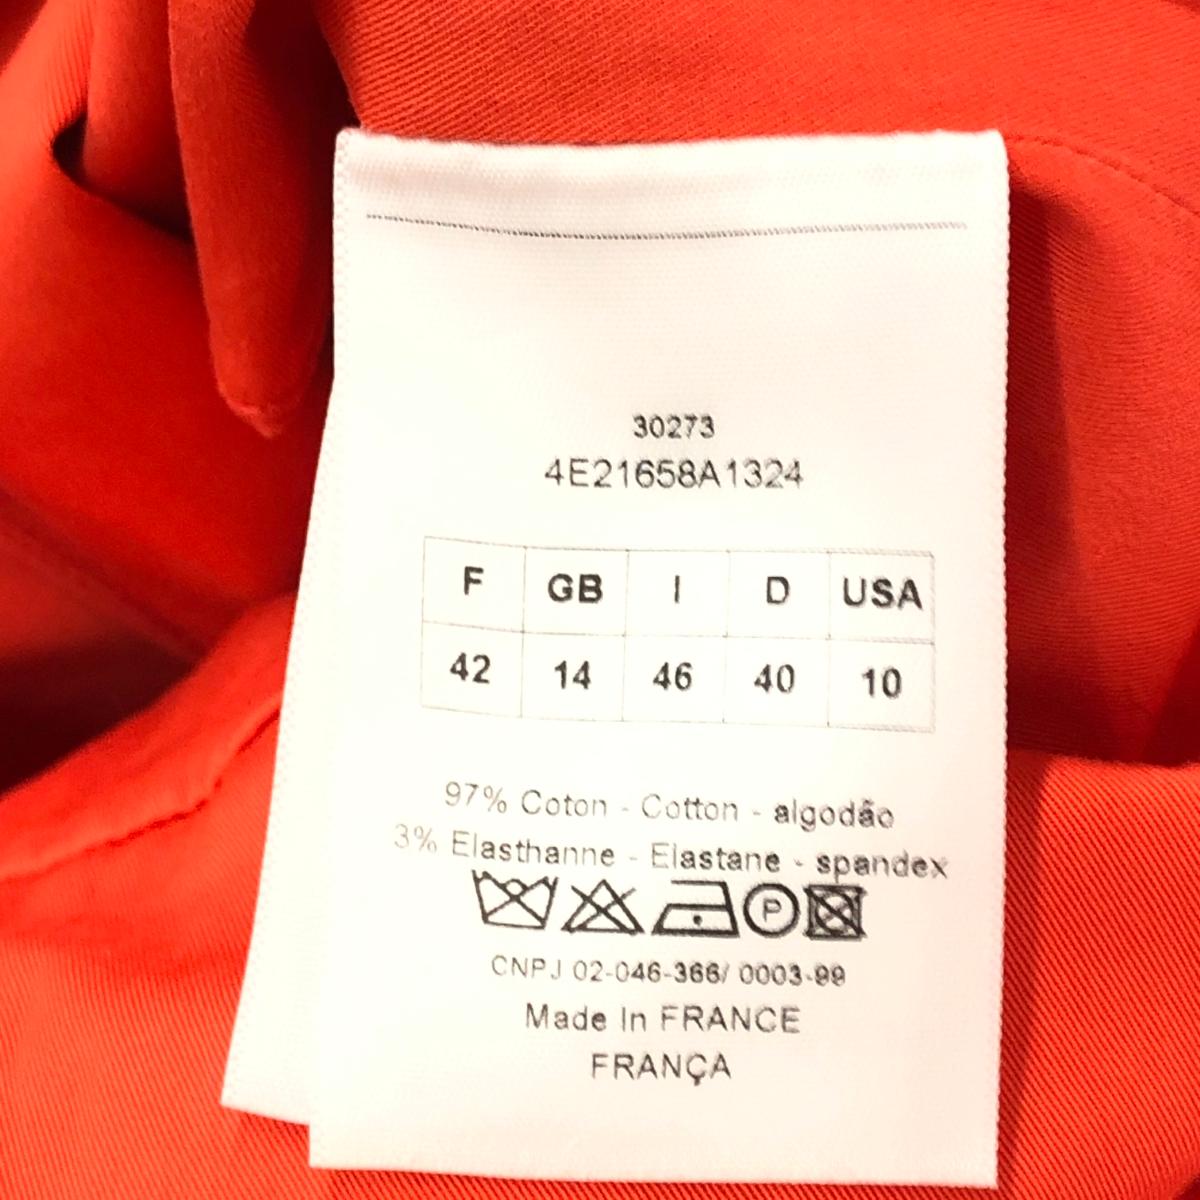 30273
4E21658A1324
F GB I D USA
42 14 46 40 10
97% Coton - Cotton - algodão
3% Elasthanne - Elastane - spandex
P
CNPJ 02-046-366/ 0003-99
Made In FRANCE
FRANÇA